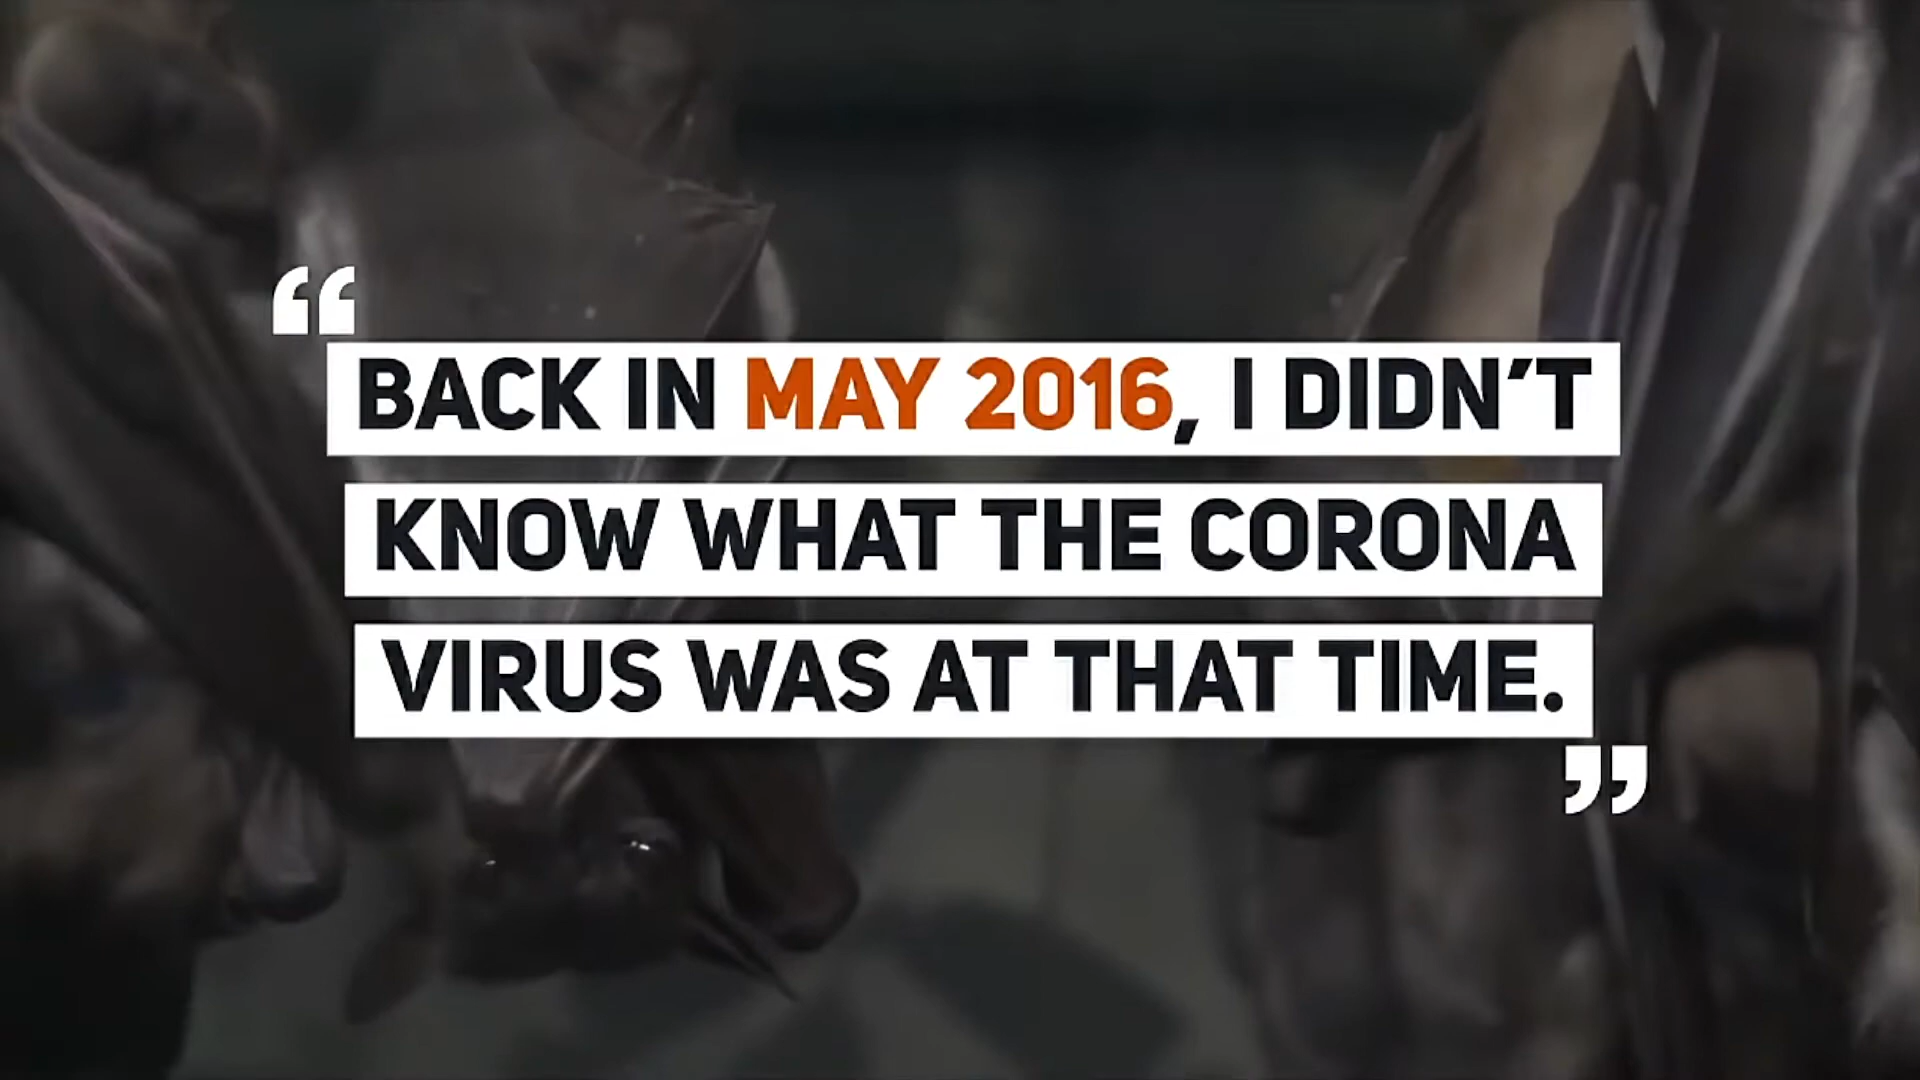 “
BACK IN MAY 2016, I DIDN’T
KNOW WHAT THE CORONA
VIRUS WAS AT THAT TIME.
”